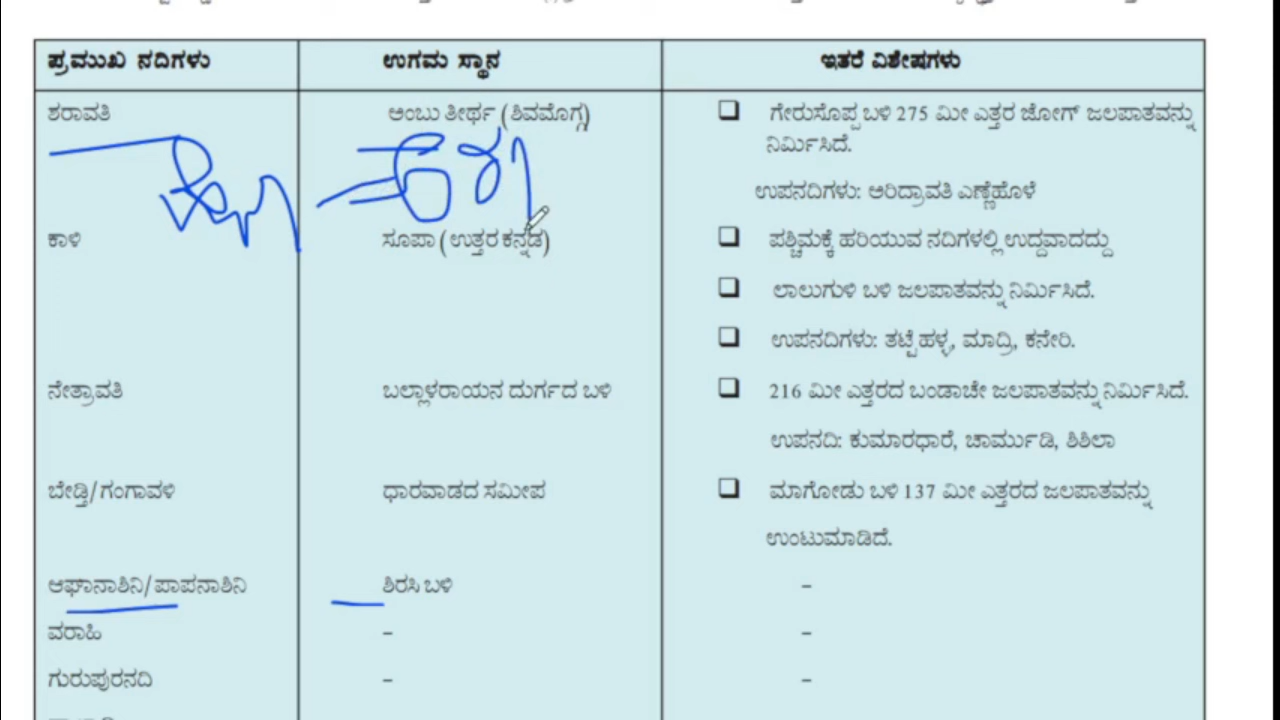 ಪ್ರಮುಖ ನದಿಗಳು ಉಗಮ ಸ್ಥಾನ ಇತರೆ ವಿಶೇಷಗಳು
ಶರಾವತಿ ಅಂಬು ತೀರ್ಥ (ಶಿವಮೊಗ್ಗ) ❑ ಗೇರುಸೊಪ್ಪ ಬಳಿ 275 ಮೀ ಎತ್ತರ ಜೋಗ್ ಜಲಪಾತವನ್ನು
ನಿರ್ಮಿಸಿದೆ.
ಉಪನದಿಗಳು: ಅರಿದ್ರಾವತಿ ಎಣ್ಣೆಹೊಳೆ
ಕಾಳಿ ಸೂಪಾ (ಉತ್ತರ ಕನ್ನಡ) ❑ ಪಶ್ಚಿಮಕ್ಕೆ ಹರಿಯುವ ನದಿಗಳಲ್ಲಿ ಉದ್ದವಾದದ್ದು
❑ ಲಾಲುಗುಳಿ ಬಳಿ ಜಲಪಾತವನ್ನು ನಿರ್ಮಿಸಿದೆ.
❑ ಉಪನದಿಗಳು: ತಟ್ಟೆಹಳ್ಳ, ಮಾದ್ರಿ, ಕನೇರಿ.
ನೇತ್ರಾವತಿ ಬಲ್ಲಾಳರಾಯನ ದುರ್ಗದ ಬಳಿ ❑ 216 ಮೀ ಎತ್ತರದ ಬಂಡಾಚೇ ಜಲಪಾತವನ್ನು ನಿರ್ಮಿಸಿದೆ.
ಉಪನದಿ: ಕುಮಾರಧಾರೆ, ಚಾರ್ಮುಡಿ, ಶಿಶಿಲಾ
ಬೇಡ್ತಿ/ಗಂಗಾವಳಿ ಧಾರವಾಡದ ಸಮೀಪ ❑ ಮಾಗೋಡು ಬಳಿ 137 ಮೀ ಎತ್ತರದ ಜಲಪಾತವನ್ನು
ಉಂಟುಮಾಡಿದೆ.
ಆಘಾನಾಶಿನಿ/ಪಾಪನಾಶಿನಿ ಶಿರಸಿ ಬಳಿ –
ವರಾಹಿ – –
ಗುರುಪುರನದಿ – –